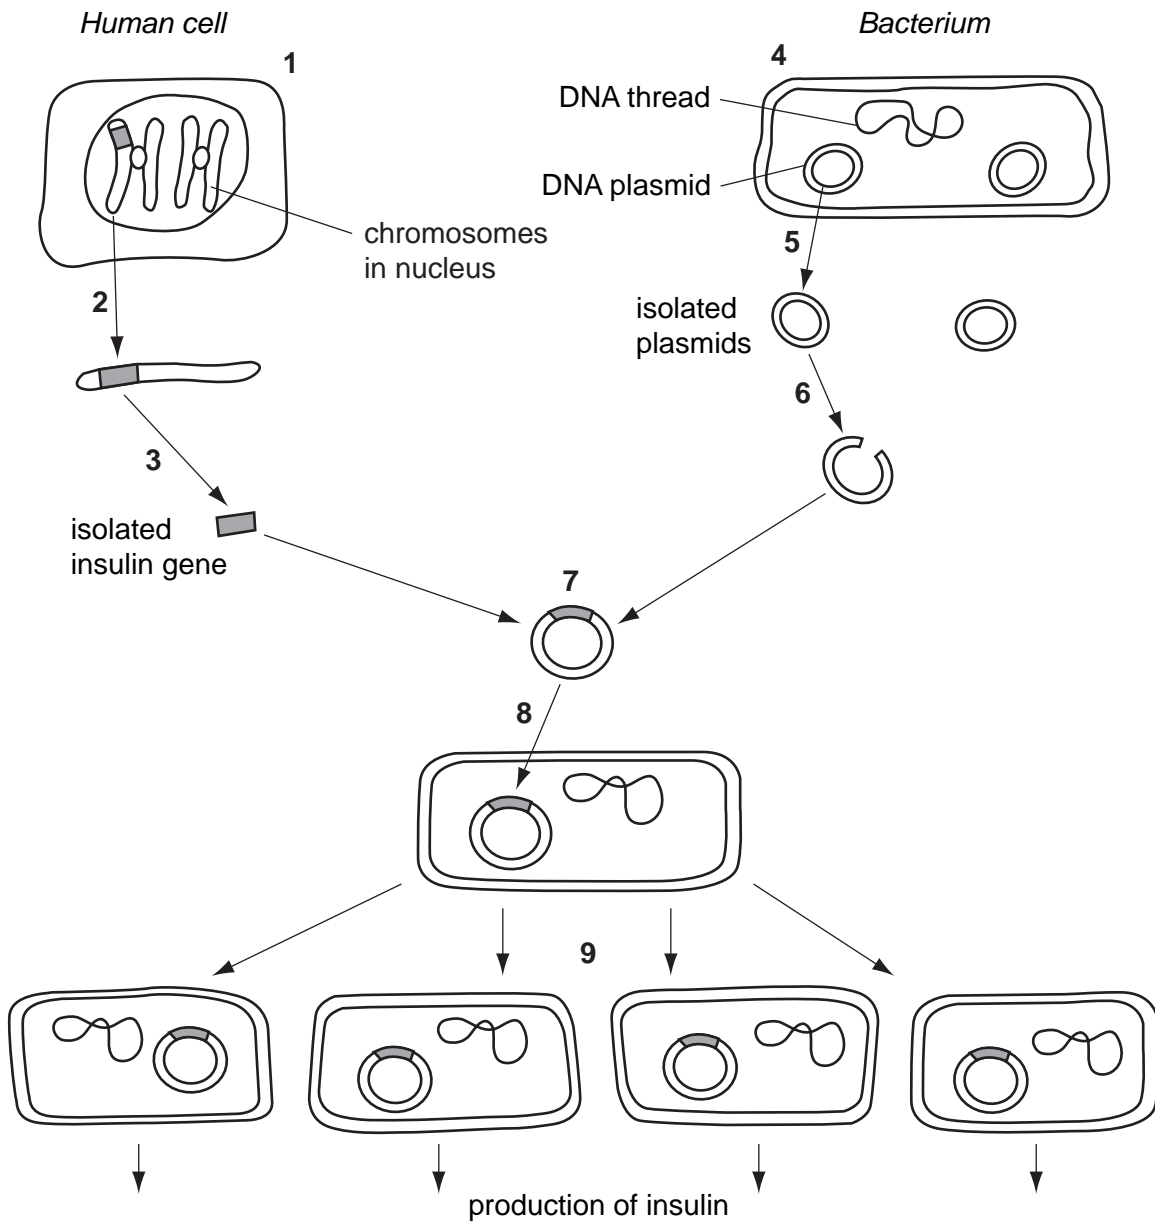 Human cell
Bacterium
1
4
DNA thread
DNA plasmid
chromosomes
in nucleus
5
2
isolated
plasmids
6
3
isolated
insulin gene
7
8
9
production of insulin